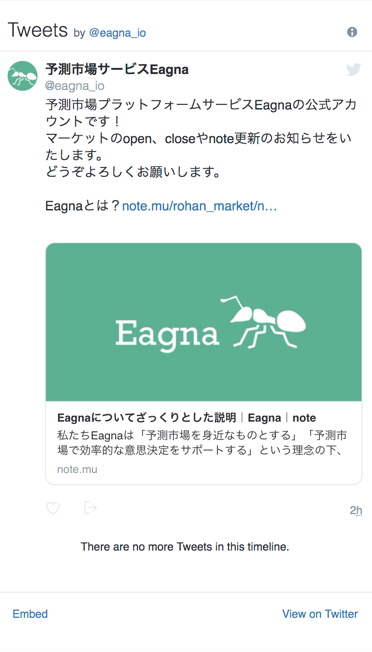 Tweets by @eagna_io
予測市場サービスEagna
@eagna_io
予測市場プラットフォームサービスEagnaの公式アカ
ウントです！
マーケットのopen、closeやnote更新のお知らせをい
たします。
どうぞよろしくお願いします。
Eagnaとは？note.mu/rohan_market/n…
Eagna
Eagnaについてざっくりとした説明｜Eagna｜note
私たちEagnaは「予測市場を身近なものとする」「予測市
場で効率的な意思決定をサポートする」という理念の下、
note.mu
2h
There are no more Tweets in this timeline.
Embed
View on Twitter